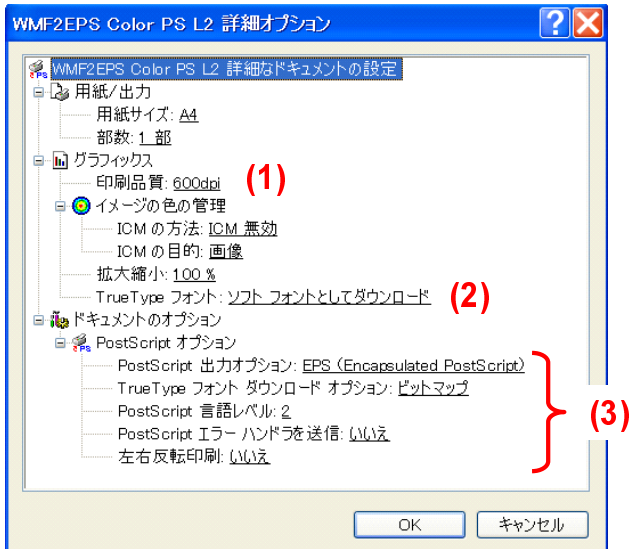 WMF2EPS Color PS L2 詳細オプション
WMF2EPS Color PS L2 詳細なドキュメントの設定
用紙/出力
用紙サイズ: A4
部数: 1 部
グラフィックス
印刷品質: 600dpi (1)
イメージの色の管理
ICM の方法: ICM 無効
ICM の目的: 画像
拡大縮小: 100 %
TrueType フォント: ソフト フォントとしてダウンロード (2)
ドキュメントのオプション
PostScript オプション
PostScript 出力オプション: EPS (Encapsulated PostScript)
TrueType フォント ダウンロード オプション: ビットマップ
PostScript 言語レベル: 2
(3)
PostScript エラー ハンドラを送信: いいえ
左右反転印刷: いいえ
OK キャンセル